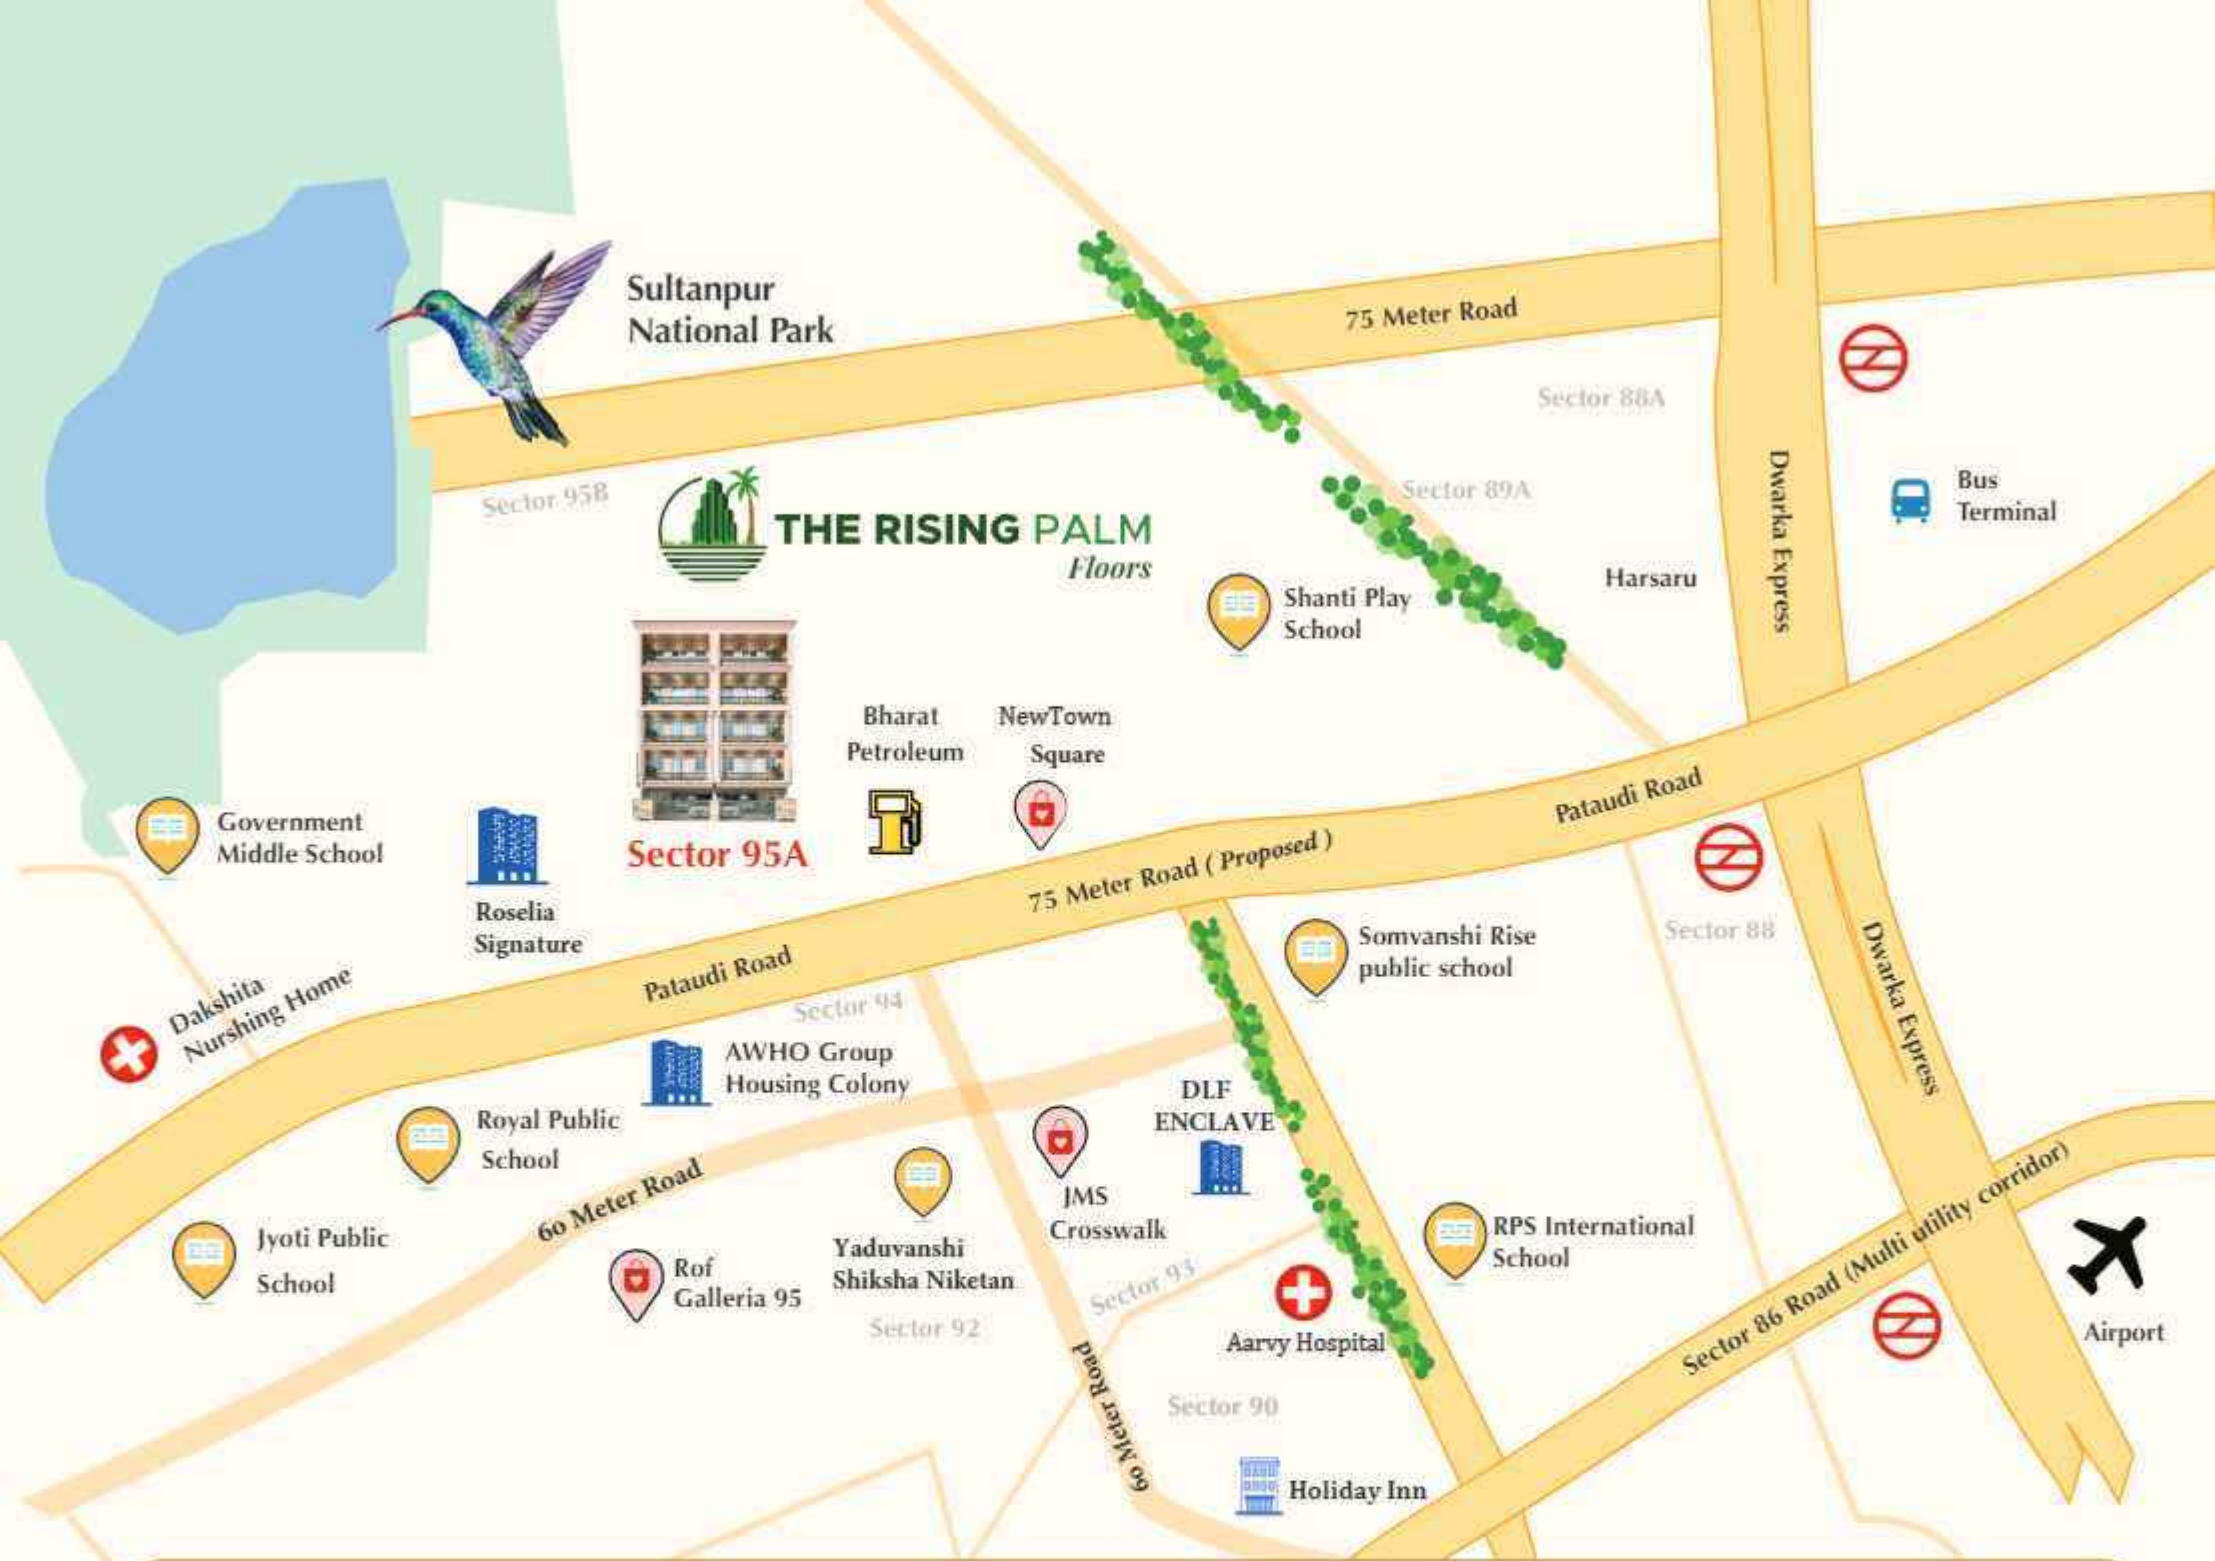 Sultanpur
National Park
75 Meter Road
Sector 88A
Sector 95B
Sector 89A
THE RISING PALM
Floors
Dwarka Express
Bus
Terminal
Harsaru
Shanti Play
School
Bharat
Petroleum
NewTown
Square
Sector 95A
Government
Middle School
Roselia
Signature
75 Meter Road ( Proposed )
Pataudi Road
Pataudi Road
Sector 88
Somvanshi Rise
public school
Dwarka Express
Dakshita
Nurshing Home
Sector 94
AWHO Group
Housing Colony
DLF
ENCLAVE
Royal Public
School
60 Meter Road
JMS
Crosswalk
Yaduvanshi
Shiksha Niketan
Jyoti Public
School
Rof
Galleria 95
Sector 92
Sector 93
RPS International
School
Aarvy Hospital
Sector 86 Road (Multi utility corridor)
Airport
60 Meter Road
Sector 90
Holiday Inn